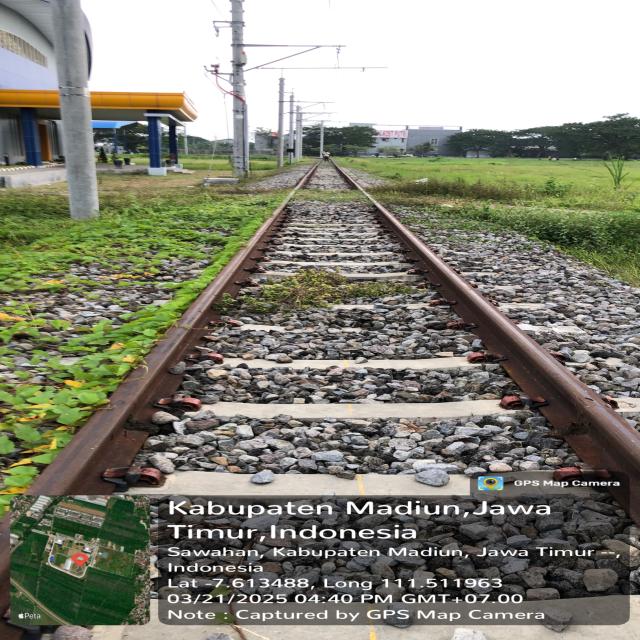 GPS Map Camera
Kabupaten Madiun,Jawa
Timur,Indonesia
Sawahan, Kabupaten Madiun, Jawa Timur --,
Indonesia
Lat -7.613488, Long 111.511963
03/21/2025 04:40 PM GMT+07.00
Note : Captured by GPS Map Camera
Peta